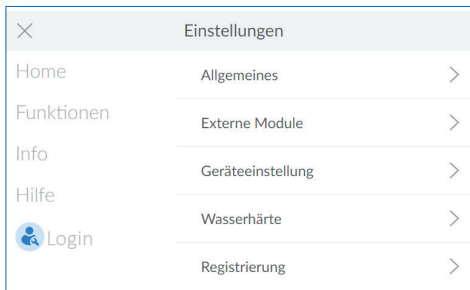 Einstellungen
Home
Funktionen
Info
Hilfe
Login
Allgemeines
Externe Module
Geräteeinstellung
Wasserhärte
Registrierung